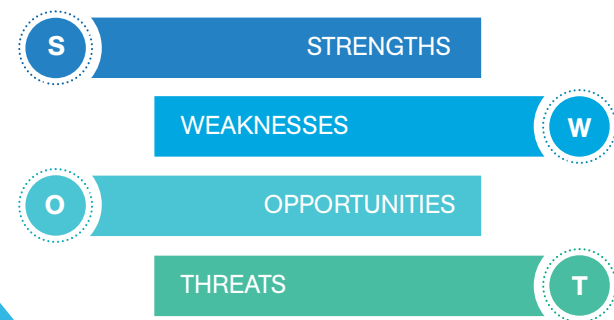 S STRENGTHS
WEAKNESSES W
O OPPORTUNITIES
THREATS T